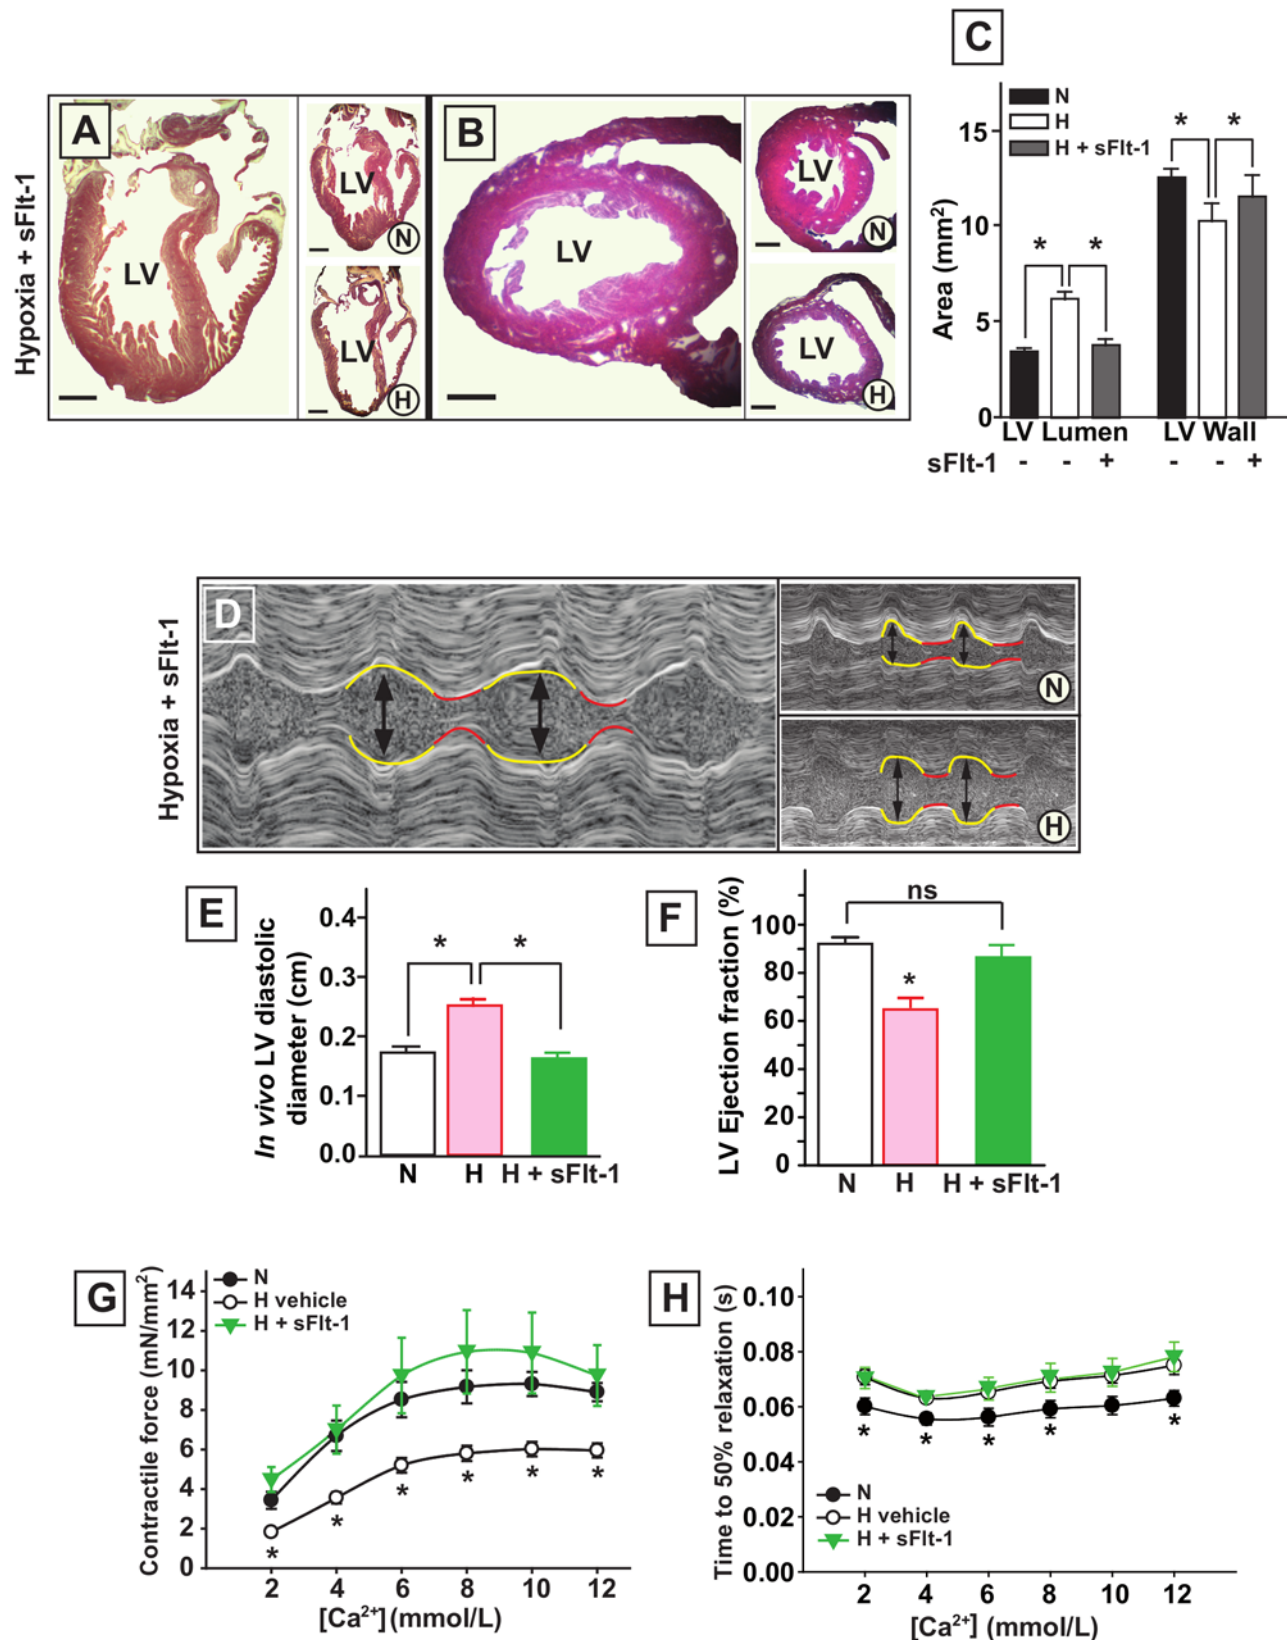 C
N
H
H + sFlt-1
Hypoxia + sFlt-1
A
LV
LV
N
LV
H
B
LV
LV
N
LV
H
Area (mm²)
15
10
5
0
* * * *
LV Lumen LV Wall
sFlt-1 - - + - - +
Hypoxia + sFlt-1
D
N
H
E
In vivo LV diastolic
diameter (cm)
0.4
0.3
0.2
0.1
0.0
* *
N H H + sFlt-1
F
LV Ejection fraction (%)
100
80
60
40
20
0
ns
*
N H H + sFlt-1
G
Contractile force (mN/mm²)
14
12
10
8
6
4
2
0
N
H vehicle
H + sFlt-1
* * * * * *
2 4 6 8 10 12
[Ca²⁺] (mmol/L)
H
Time to 50% relaxation (s)
0.10
0.08
0.06
0.04
0.02
0.00
* * * * *
N
H vehicle
H + sFlt-1
2 4 6 8 10 12
[Ca²⁺] (mmol/L)